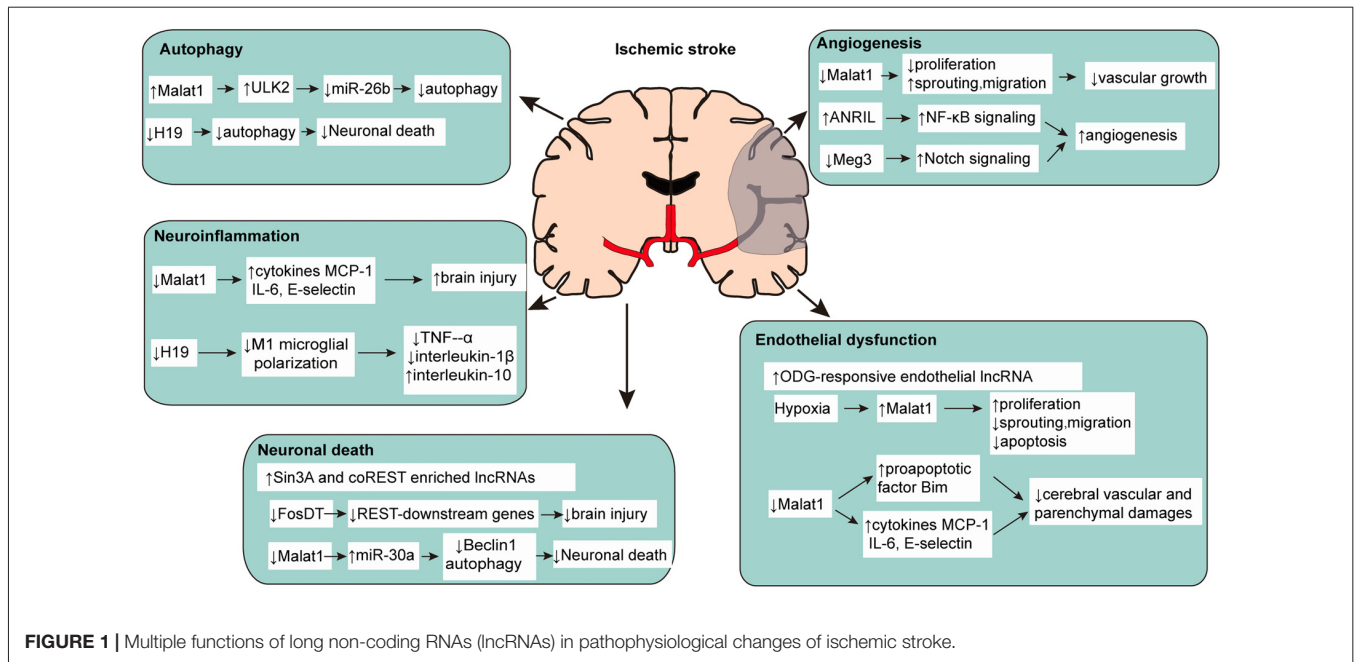 Ischemic stroke
Autophagy
↑Malat1 → ↑ULK2 → ↓miR-26b → ↓autophagy
↓H19 → ↓autophagy → ↓Neuronal death
Angiogenesis
↓Malat1 → ↓proliferation
↑sprouting,migration → ↓vascular growth
↑ANRIL → ↑NF-κB signaling
↓Meg3 → ↑Notch signaling
↑angiogenesis
Neuroinflammation
↓Malat1 → ↑cytokines MCP-1
IL-6, E-selectin → ↑brain injury
↓H19 → ↓M1 microglial
polarization → ↓TNF--α
↓interleukin-1β
↑interleukin-10
Endothelial dysfunction
↑ODG-responsive endothelial lncRNA
Hypoxia → ↑Malat1 → ↑proliferation
↓sprouting,migration
↓apoptosis
↓Malat1
↑proapoptotic
factor Bim
↑cytokines MCP-1
IL-6, E-selectin
↓cerebral vascular and
parenchymal damages
Neuronal death
↑Sin3A and coREST enriched lncRNAs
↓FosDT → ↓REST-downstream genes → ↓brain injury
↓Malat1 → ↑miR-30a → ↓Beclin1
autophagy → ↓Neuronal death
FIGURE 1 | Multiple functions of long non-coding RNAs (lncRNAs) in pathophysiological changes of ischemic stroke.